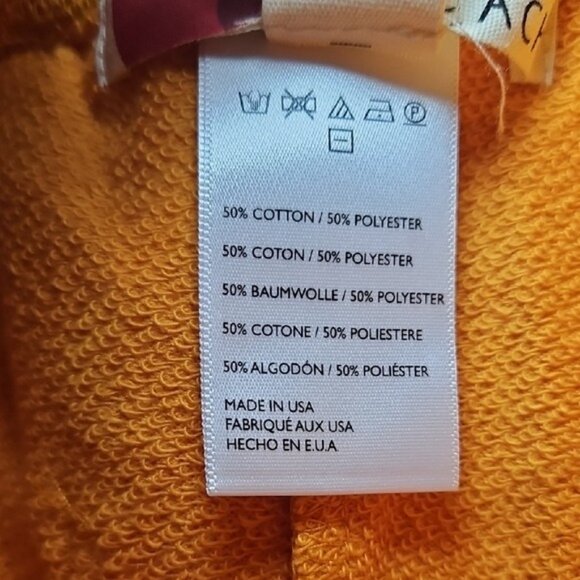 ACA
P
50% COTTON / 50% POLYESTER
50% COTON / 50% POLYESTER
50% BAUMWOLLE / 50% POLYESTER
50% COTONE / 50% POLIESTERE
50% ALGODÓN / 50% POLIÉSTER
MADE IN USA
FABRIQUÉ AUX USA
HECHO EN E.U.A.